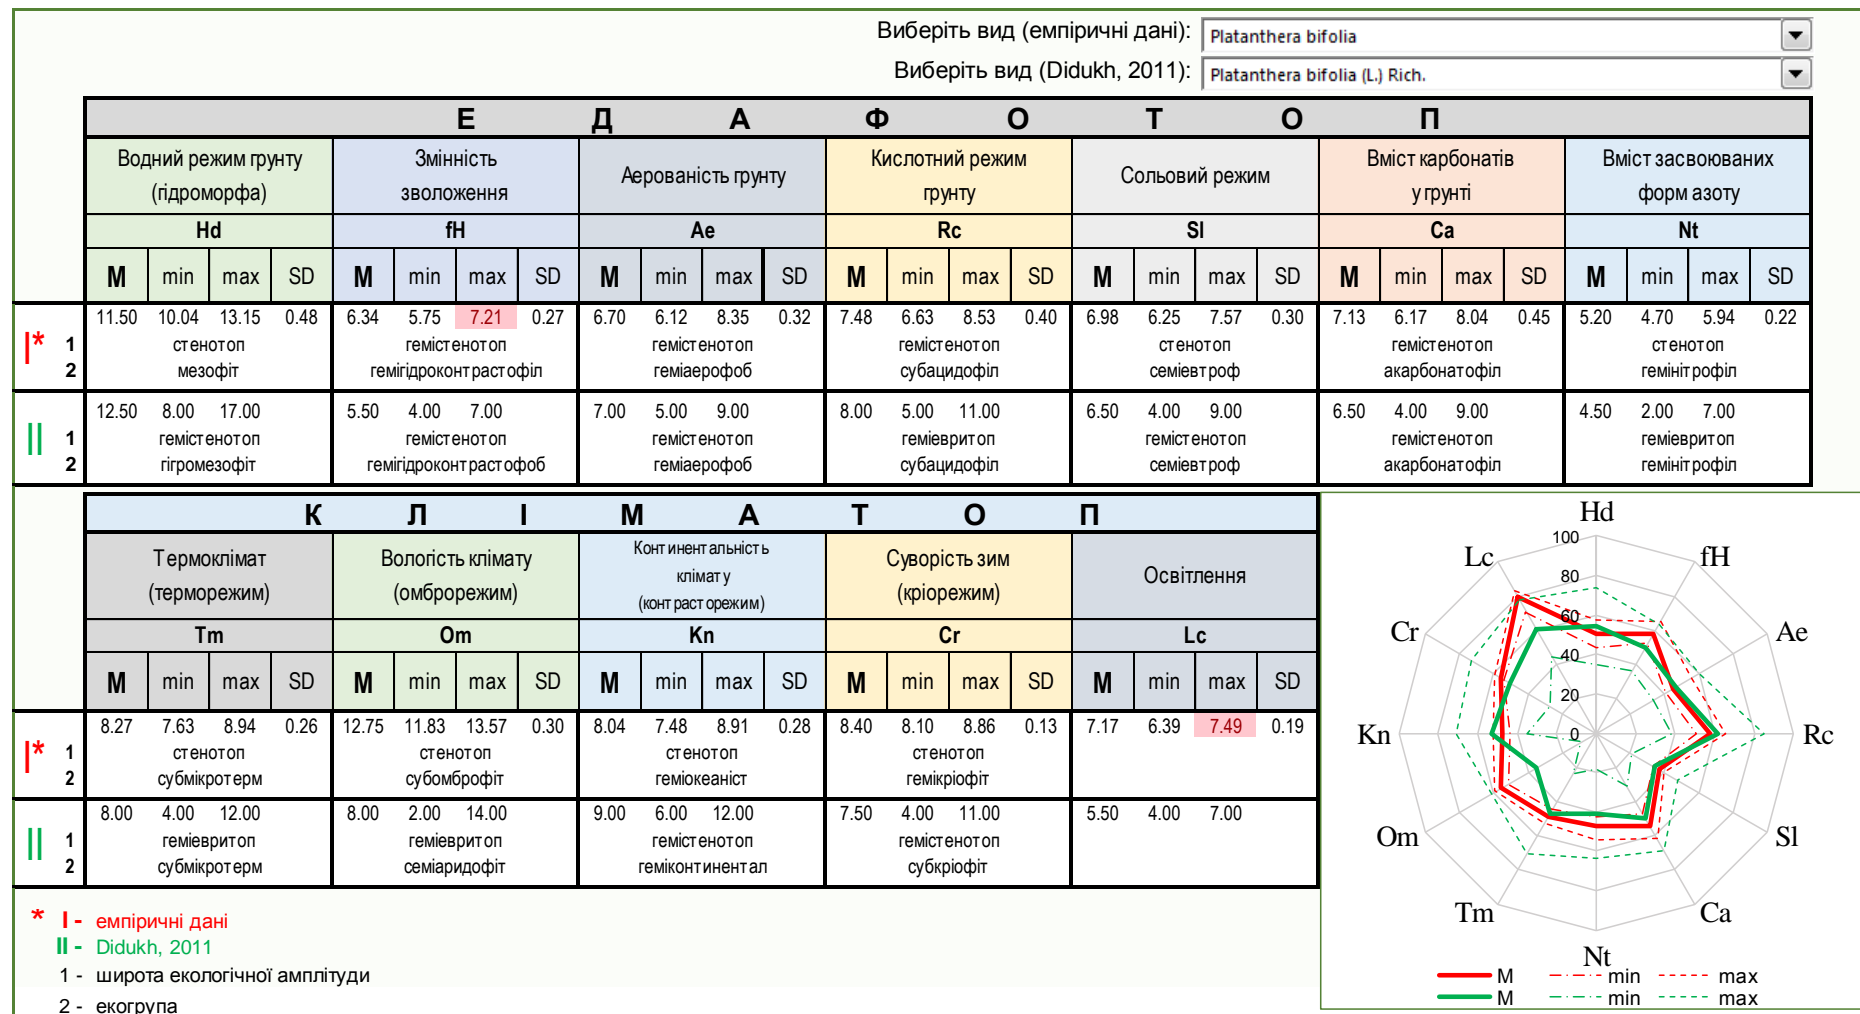 Виберіть вид (емпіричні дані): Platanthera bifolia
Виберіть вид (Didukh, 2011): Platanthera bifolia (L.) Rich.
Е Д А Ф О Т О П
Водний режим грунту (гідроморфа) Змінність зволоження Аерованість грунту Кислотний режим грунту Сольовий режим Вміст карбонатів у грунті Вміст засвоюваних форм азоту
Hd fH Ae Rc Sl Ca Nt
M min max SD M min max SD M min max SD M min max SD M min max SD M min max SD M min max SD
11.50 10.04 13.15 0.48 6.34 5.75 7.21 0.27 6.70 6.12 8.35 0.32 7.48 6.63 8.53 0.40 6.98 6.25 7.57 0.30 7.13 6.17 8.04 0.45 5.20 4.70 5.94 0.22
I* 1 стенотоп гемістенотоп гемістенотоп гемістенотоп стенотоп гемістенотоп стенотоп
2 мезофіт гемігідроконтрастофіл геміаерофоб субацидофіл семіевтроф акарбонатофіл гемінітрофіл
12.50 8.00 17.00 5.50 4.00 7.00 7.00 5.00 9.00 8.00 5.00 11.00 6.50 4.00 9.00 6.50 4.00 9.00 4.50 2.00 7.00
II 1 гемістенотоп гемістенотоп гемістенотоп геміевритоп гемістенотоп гемістенотоп геміевритоп
2 гігромезофіт гемігідроконтрастофоб геміаерофоб субацидофіл семіевтроф акарбонатофіл гемінітрофіл
К Л І М А Т О П
Термоклімат (терморежим) Вологість клімату (омброрежим) Континентальність клімату (контрасторежим) Суворість зим (кріорежим) Освітлення
Tm Om Kn Cr Lc
M min max SD M min max SD M min max SD M min max SD M min max SD
8.27 7.63 8.94 0.26 12.75 11.83 13.57 0.30 8.04 7.48 8.91 0.28 8.40 8.10 8.86 0.13 7.17 6.39 7.49 0.19
I* 1 стенотоп стенотоп стенотоп стенотоп
2 субмікротерм субомброфіт геміокеаніст гемікріофіт
8.00 4.00 12.00 8.00 2.00 14.00 9.00 6.00 12.00 7.50 4.00 11.00 5.50 4.00 7.00
II 1 геміевритоп геміевритоп гемістенотоп гемістенотоп
2 субмікротерм семіаридофіт геміконтинентал субкріофіт
Hd
fH
Ae
Rc
Sl
Ca
Nt
Tm
Om
Kn
Cr
Lc
100
80
60
40
20
0
M min max
M min max
* I - емпіричні дані
II - Didukh, 2011
1 - широта екологічної амплітуди
2 - екогрупа